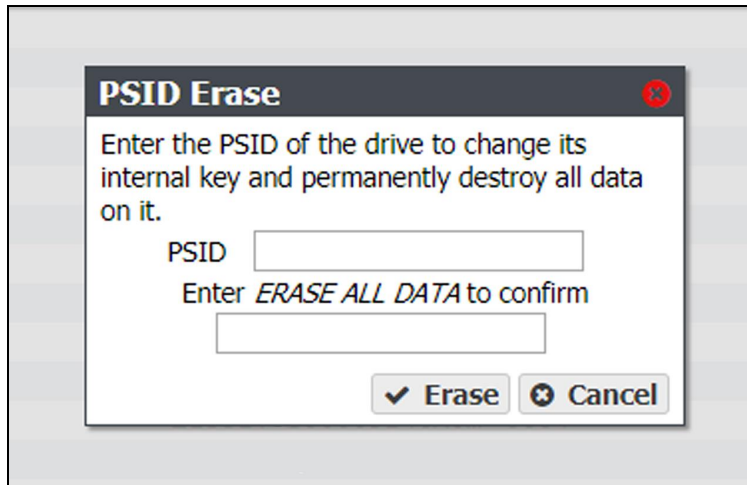 PSID Erase
Enter the PSID of the drive to change its
internal key and permanently destroy all data
on it.
PSID
Enter ERASE ALL DATA to confirm
Erase Cancel